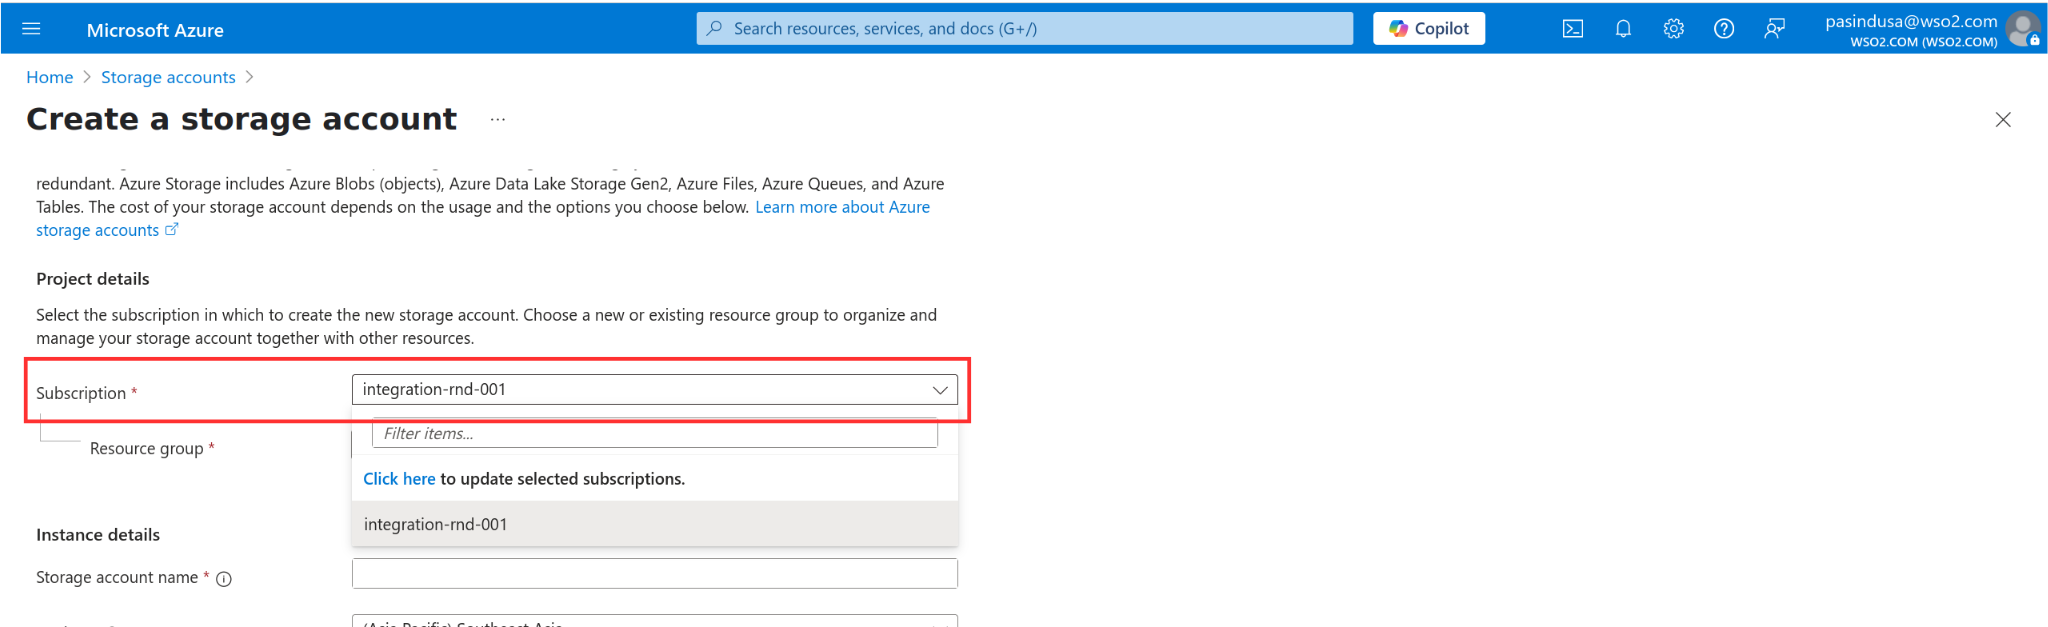 Microsoft Azure
Search resources, services, and docs (G+/)
Copilot
pasindusa@wso2.com
WSO2.COM (WSO2.COM)
Home > Storage accounts >
Create a storage account ...
redundant. Azure Storage includes Azure Blobs (objects), Azure Data Lake Storage Gen2, Azure Files, Azure Queues, and Azure
Tables. The cost of your storage account depends on the usage and the options you choose below. Learn more about Azure
storage accounts
Project details
Select the subscription in which to create the new storage account. Choose a new or existing resource group to organize and
manage your storage account together with other resources.
Subscription *
integration-rnd-001
Filter items...
Resource group *
Click here to update selected subscriptions.
integration-rnd-001
Instance details
Storage account name *
(Asia Pacific) Southeast Asia